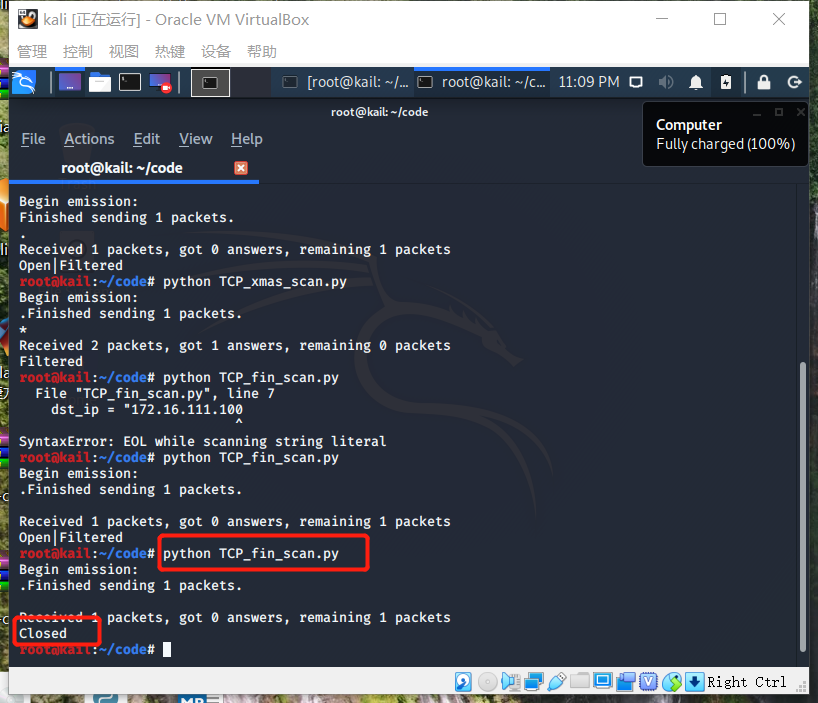 kali [正在运行] - Oracle VM VirtualBox
管理 控制 视图 热键 设备 帮助
[root@kail: ~/... root@kail: ~/c... 11:09 PM
root@kail: ~/code
Computer
Fully charged (100%)
File Actions Edit View Help
root@kail: ~/code
Begin emission:
Finished sending 1 packets.
.
Received 1 packets, got 0 answers, remaining 1 packets
Open|Filtered
root@kail:~/code# python TCP_xmas_scan.py
Begin emission:
.Finished sending 1 packets.
*
Received 2 packets, got 1 answers, remaining 0 packets
Filtered
root@kail:~/code# python TCP_fin_scan.py
File "TCP_fin_scan.py", line 7
dst_ip = "172.16.111.100
^
SyntaxError: EOL while scanning string literal
root@kail:~/code# python TCP_fin_scan.py
Begin emission:
.Finished sending 1 packets.
Received 1 packets, got 0 answers, remaining 1 packets
Open|Filtered
root@kail:~/code# python TCP_fin_scan.py
Begin emission:
.Finished sending 1 packets.
Received 1 packets, got 0 answers, remaining 1 packets
Closed
root@kail:~/code#
Right Ctrl